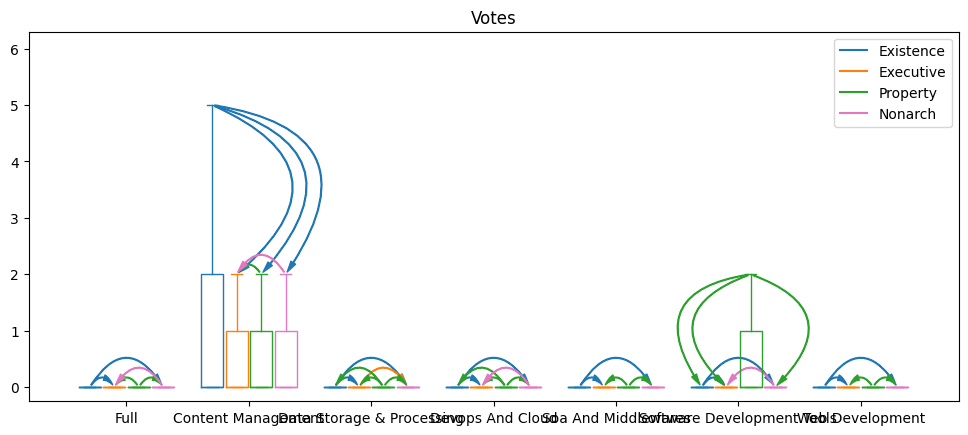 Votes
Existence
Executive
Property
Nonarch
6
5
4
3
2
1
0
Full
Content Management
Data Storage & Processing
Devops And Cloud
Soa And Middlewares
Software Development Tools
Web Development